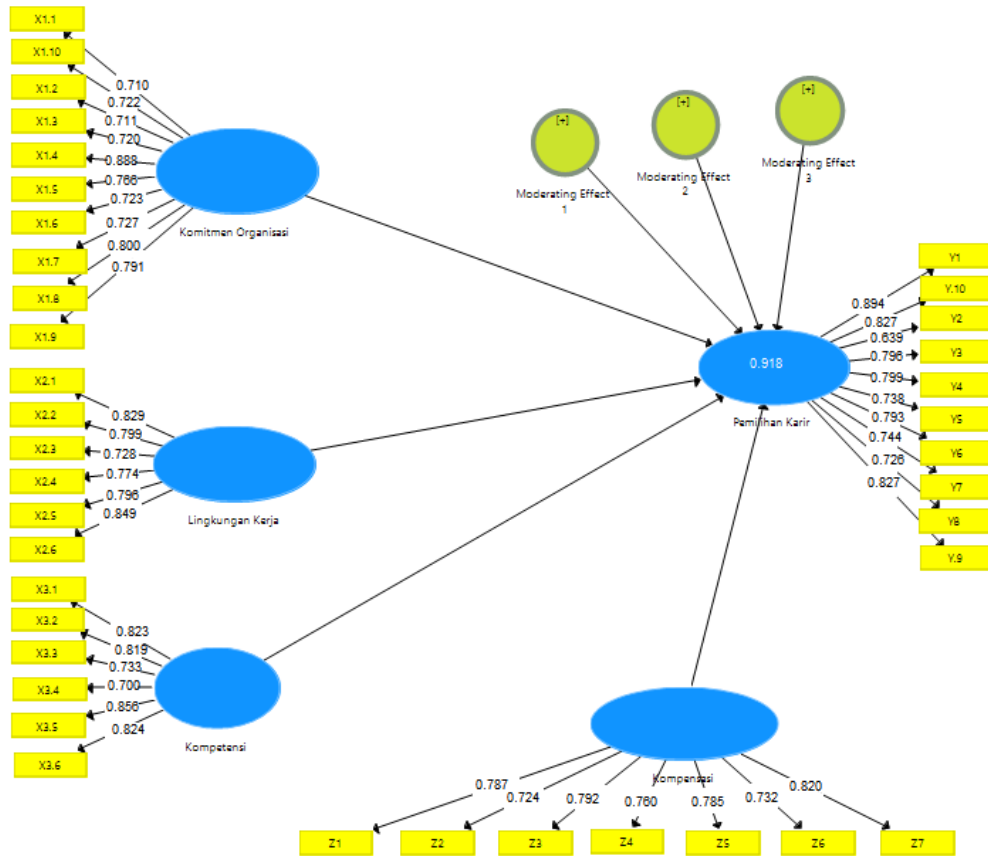 X1.1
X1.10
X1.2
X1.3
X1.4
X1.5
X1.6
X1.7
X1.8
X1.9
0.710
0.722
0.711
0.720
0.888
0.766
0.723
0.727
0.800
0.791
Komitmen Organisasi
X2.1
X2.2
X2.3
X2.4
X2.5
X2.6
0.829
0.799
0.728
0.774
0.796
0.849
Lingkungan Kerja
X3.1
X3.2
X3.3
X3.4
X3.5
X3.6
0.823
0.819
0.733
0.700
0.856
0.824
Kompetensi
[+]
Moderating Effect
1
[+]
Moderating Effect
2
[+]
Moderating Effect
3
0.918
Pemilihan Karir
0.894
0.827
0.639
0.796
0.799
0.738
0.793
0.744
0.726
0.827
Y1
Y.10
Y2
Y3
Y4
Y5
Y6
Y7
Y8
Y.9
Kompensasi
0.787
0.724
0.792
0.760
0.785
0.732
0.820
Z1
Z2
Z3
Z4
Z5
Z6
Z7